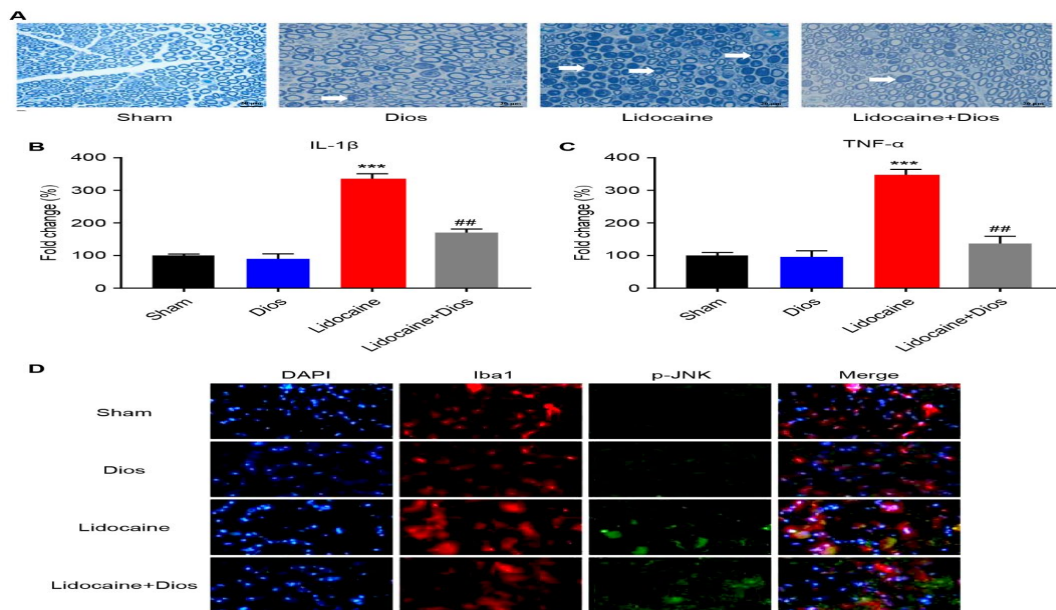 A
Sham
Dios
Lidocaine
Lidocaine+Dios
B
IL-1β
Fold change (%)
400
300
200
100
0
***
##
Sham
Dios
Lidocaine
Lidocaine+Dios
C
TNF-α
Fold change (%)
400
300
200
100
0
***
##
Sham
Dios
Lidocaine
Lidocaine+Dios
D
DAPI
Iba1
p-JNK
Merge
Sham
Dios
Lidocaine
Lidocaine+Dios